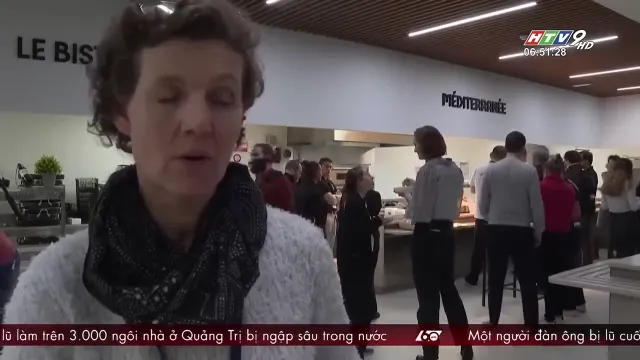 HTV9 HD
06:51:28
LE BIST
MÉDITERRANÉE
lũ làm trên 3.000 ngôi nhà ở Quảng Trị bị ngập sâu trong nước 60 Một người đàn ông bị lũ cuố